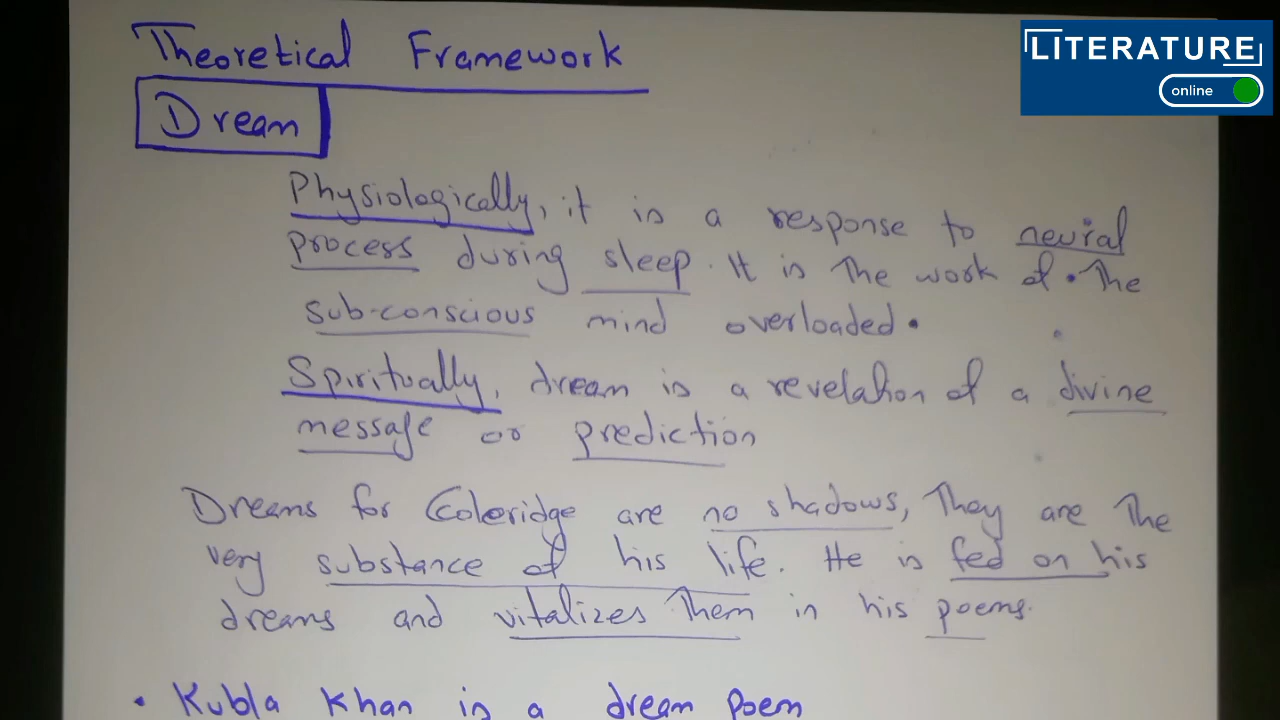 Theoretical Framework
Dream
Physiologically, it is a response to neural
process during sleep. It is the work of the
sub-conscious mind overloaded.
Spiritually, dream is a revelation of a divine
message or prediction
Dreams for Coleridge are no shadows, They are The
very substance of his life. He is fed on his
dreams and vitalizes Them in his poems.
• Kubla Khan is a dream poem
LITERATURE
online